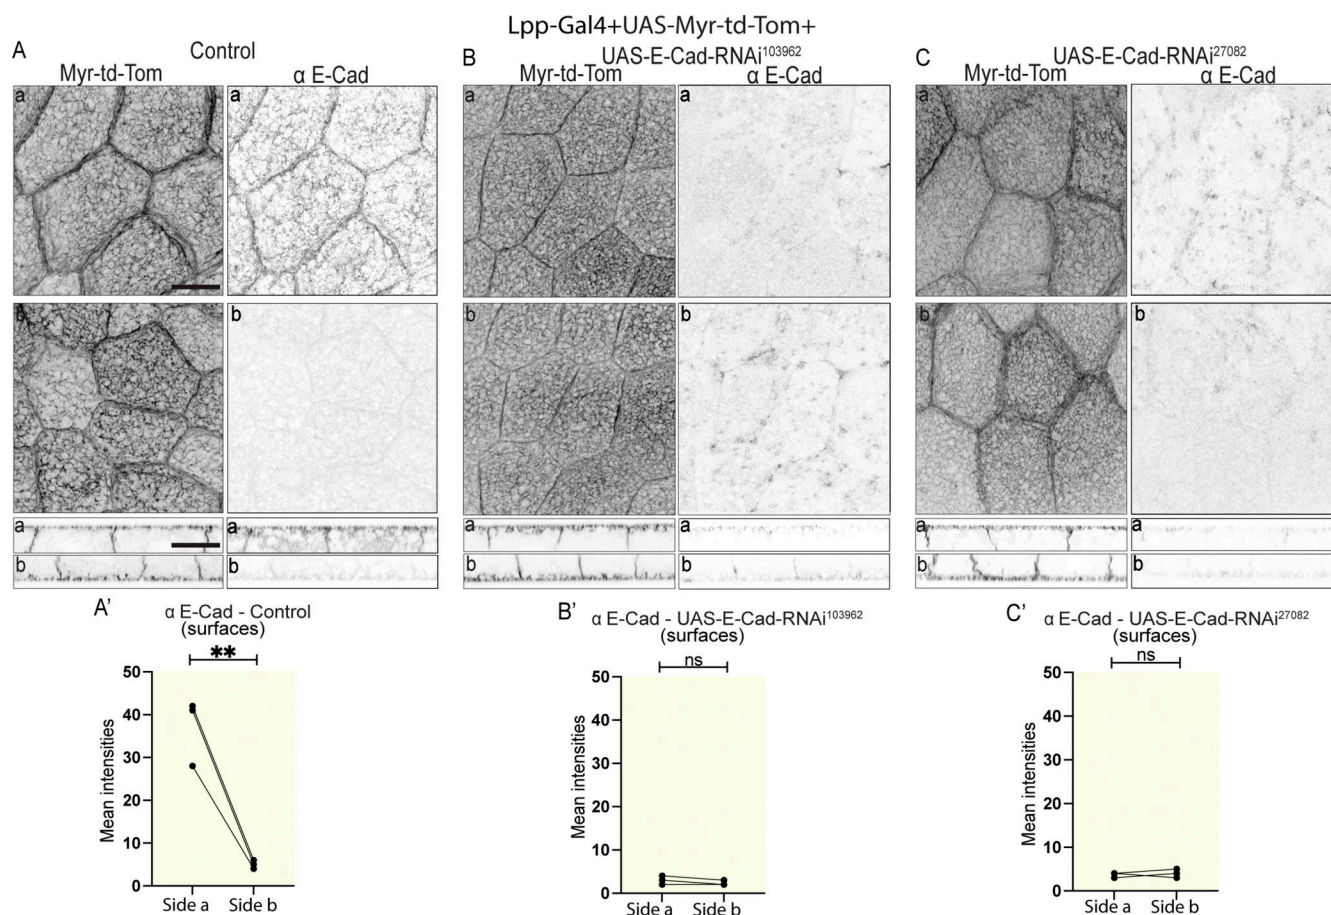 Lpp-Gal4+UAS-Myr-td-Tom+
A Control
Myr-td-Tom α E-Cad
a a
b b
a a
b b
B UAS-E-Cad-RNAi¹⁰³⁹⁶²
Myr-td-Tom α E-Cad
a a
b b
a a
b b
C UAS-E-Cad-RNAi²⁷⁰⁸²
Myr-td-Tom α E-Cad
a a
b b
a a
b b
A'
α E-Cad - Control
(surfaces)
**
Mean intensities
50
40
30
20
10
0
Side a Side b
B'
α E-Cad - UAS-E-Cad-RNAi¹⁰³⁹⁶²
(surfaces)
ns
Mean intensities
50
40
30
20
10
0
Side a Side b
C'
α E-Cad - UAS-E-Cad-RNAi²⁷⁰⁸²
(surfaces)
ns
Mean intensities
50
40
30
20
10
0
Side a Side b